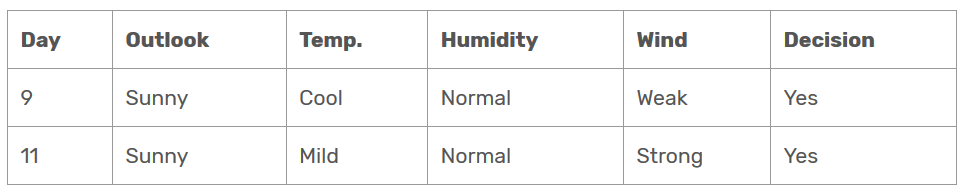 Day Outlook Temp. Humidity Wind Decision
9 Sunny Cool Normal Weak Yes
11 Sunny Mild Normal Strong Yes